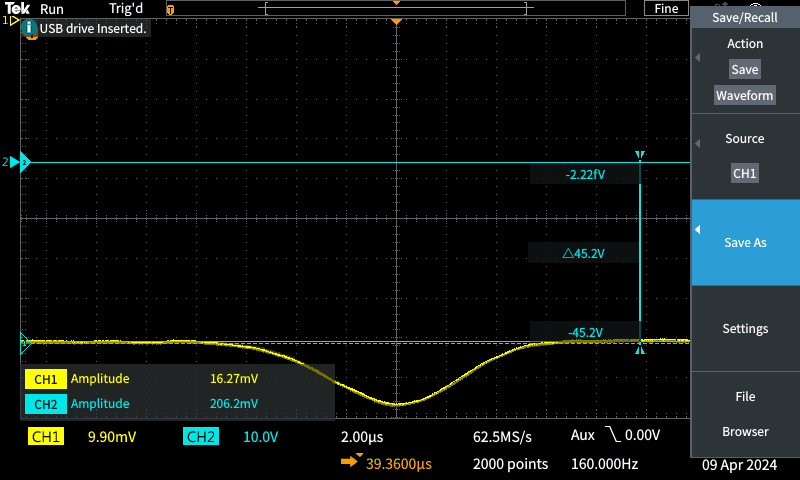 Tek Run Trig'd Fine
T
1
i USB drive Inserted.
Save/Recall
Action
Save
Waveform
Source
CH1
2 2
-2.22fV
△45.2V
-45.2V
Save As
Settings
File
Browser
1
CH1 Amplitude 16.27mV
CH2 Amplitude 206.2mV
CH1 9.90mV CH2 10.0V 2.00µs 62.5MS/s Aux 0.00V
39.3600µs 2000 points 160.000Hz 09 Apr 2024